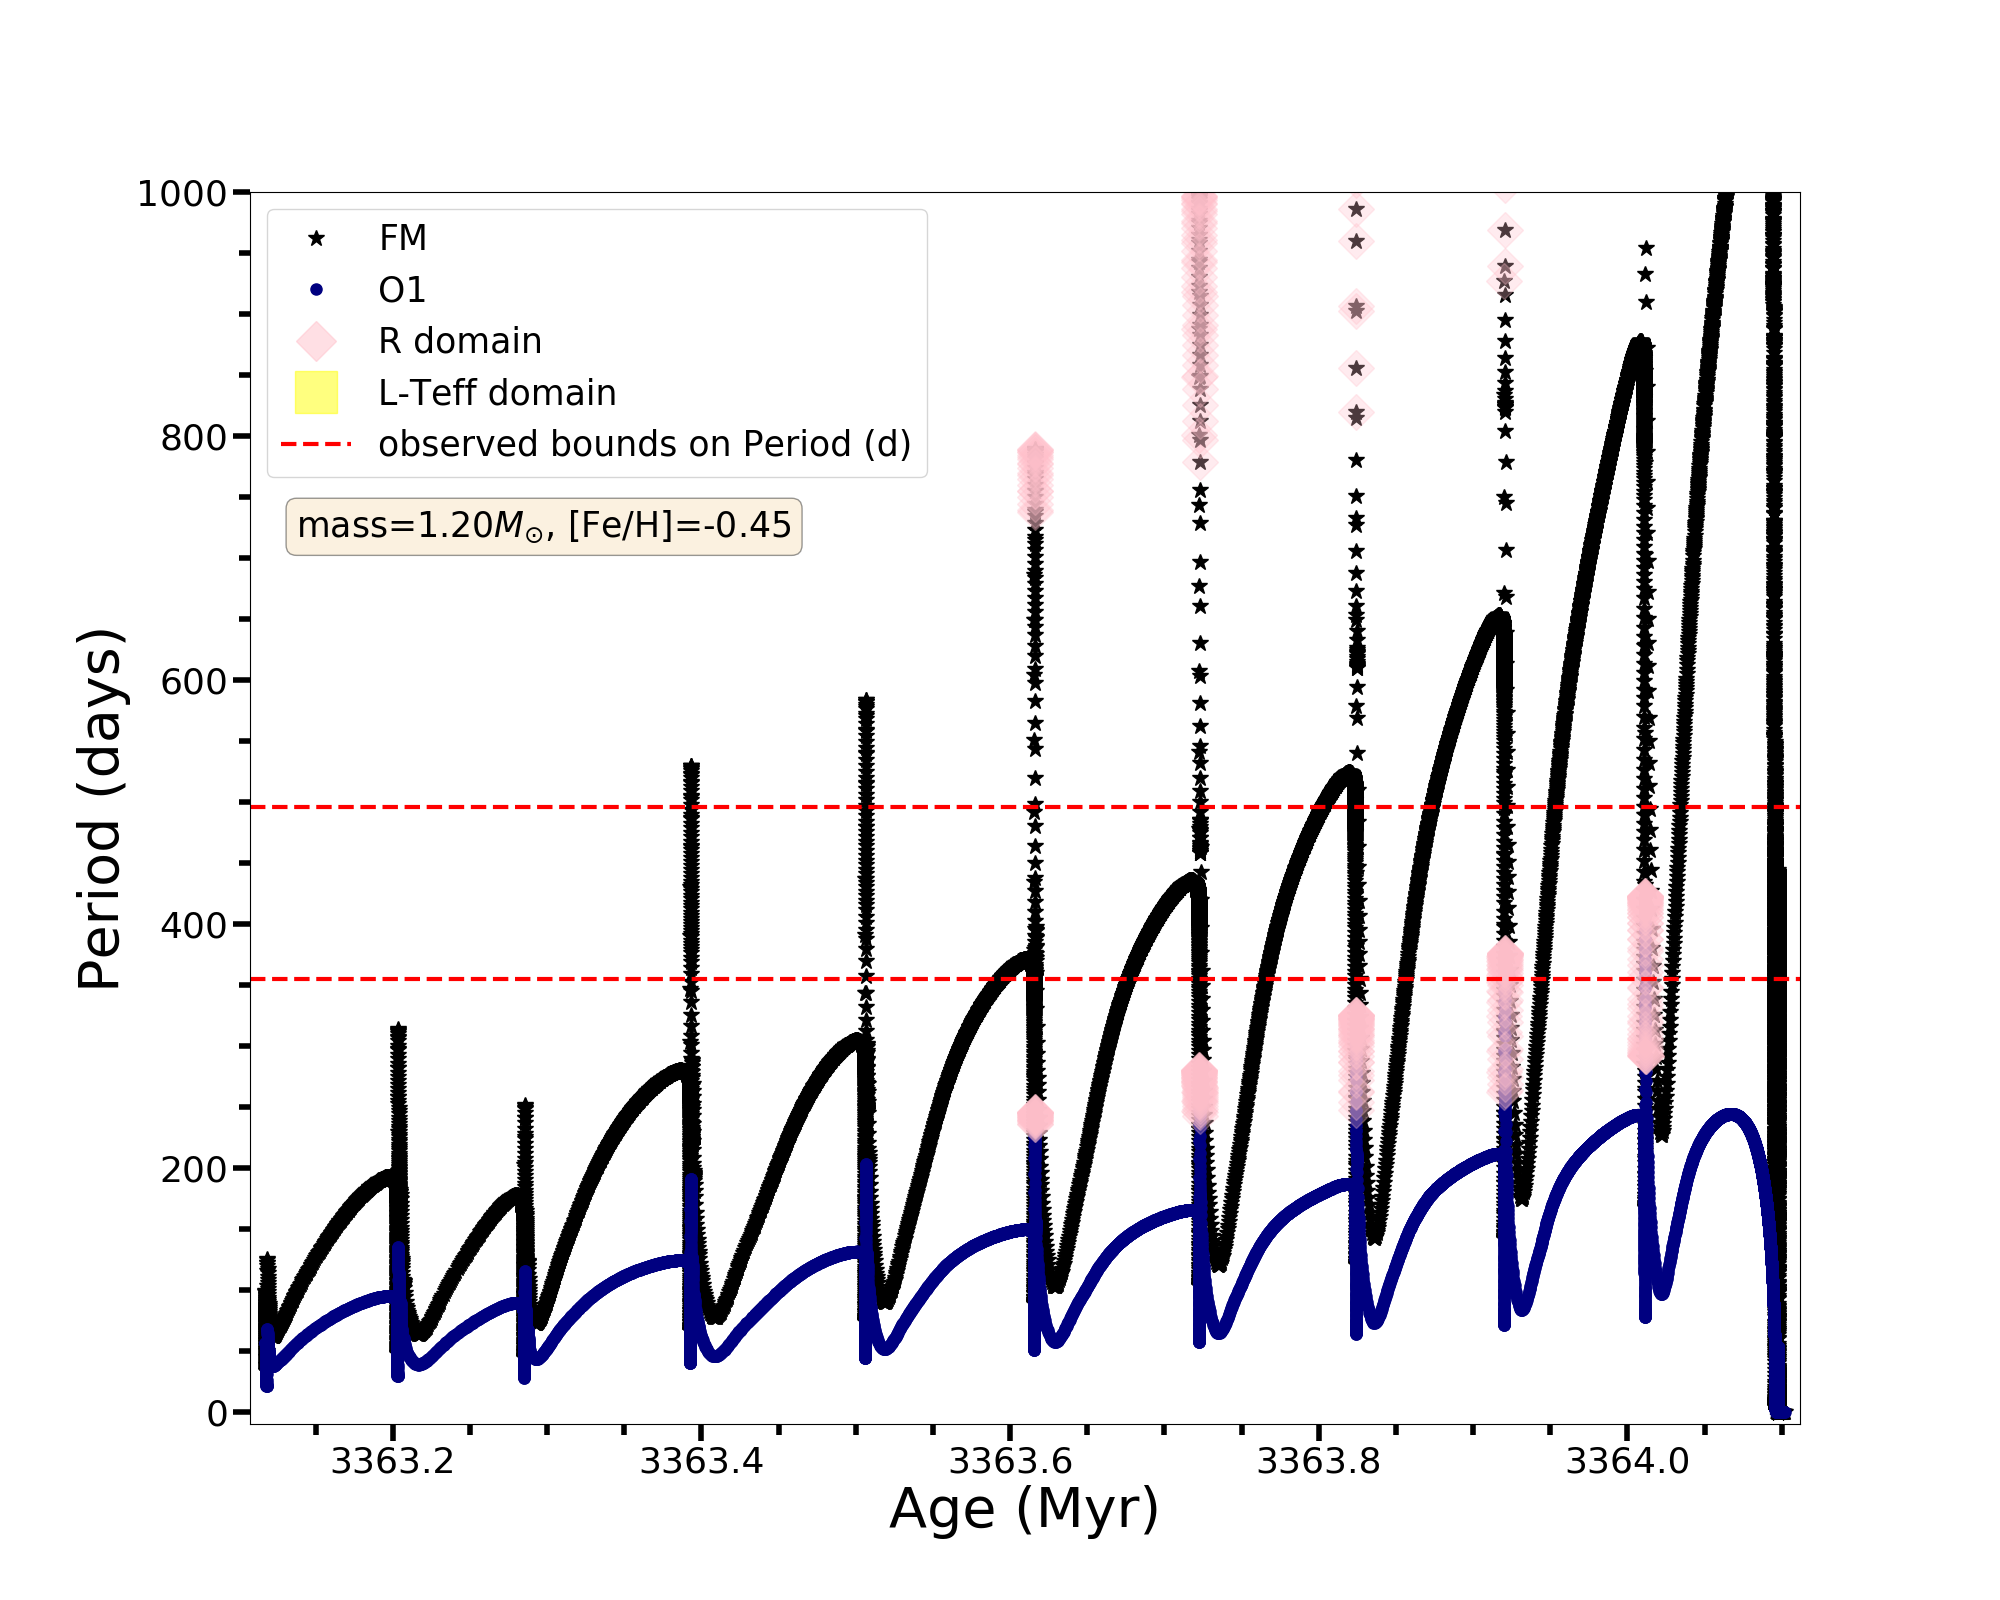 1000
800
600
400
200
0
Period (days)
FM
O1
R domain
L-Teff domain
observed bounds on Period (d)
mass=1.20M⊙, [Fe/H]=-0.45
3363.2 3363.4 3363.6 3363.8 3364.0
Age (Myr)